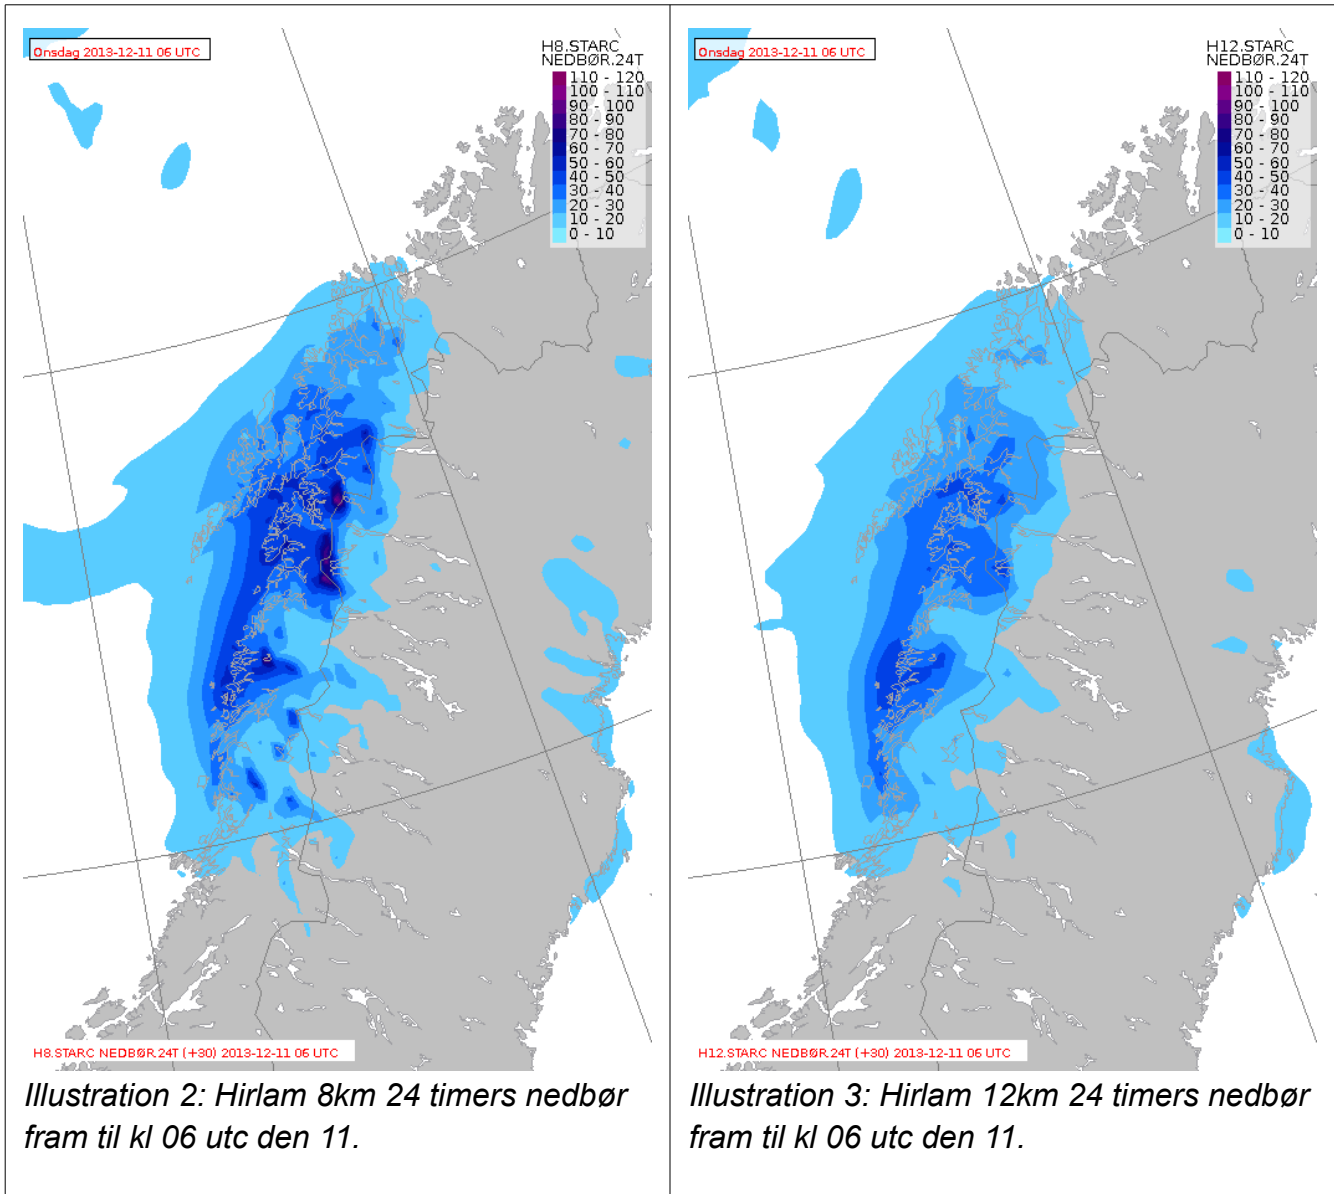 Onsdag 2013-12-11 06 UTC
H8.STARC
NEDBØR.24T
110 - 120
100 - 110
90 - 100
80 - 90
70 - 80
60 - 70
50 - 60
40 - 50
30 - 40
20 - 30
10 - 20
0 - 10
H8.STARC NEDBØR.24T (+30) 2013-12-11 06 UTC
Illustration 2: Hirlam 8km 24 timers nedbør
fram til kl 06 utc den 11.
Onsdag 2013-12-11 06 UTC
H12.STARC
NEDBØR.24T
110 - 120
100 - 110
90 - 100
80 - 90
70 - 80
60 - 70
50 - 60
40 - 50
30 - 40
20 - 30
10 - 20
0 - 10
H12.STARC NEDBØR.24T (+30) 2013-12-11 06 UTC
Illustration 3: Hirlam 12km 24 timers nedbør
fram til kl 06 utc den 11.